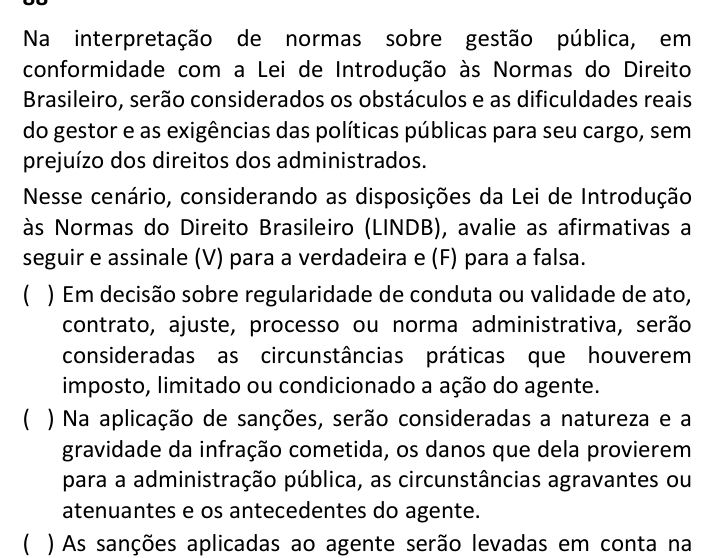 Na interpretação de normas sobre gestão pública, em
conformidade com a Lei de Introdução às Normas do Direito
Brasileiro, serão considerados os obstáculos e as dificuldades reais
do gestor e as exigências das políticas públicas para seu cargo, sem
prejuízo dos direitos dos administrados.
Nesse cenário, considerando as disposições da Lei de Introdução
às Normas do Direito Brasileiro (LINDB), avalie as afirmativas a
seguir e assinale (V) para a verdadeira e (F) para a falsa.
( ) Em decisão sobre regularidade de conduta ou validade de ato,
contrato, ajuste, processo ou norma administrativa, serão
consideradas as circunstâncias práticas que houverem
imposto, limitado ou condicionado a ação do agente.
( ) Na aplicação de sanções, serão consideradas a natureza e a
gravidade da infração cometida, os danos que dela provierem
para a administração pública, as circunstâncias agravantes ou
atenuantes e os antecedentes do agente.
( ) As sanções aplicadas ao agente serão levadas em conta na